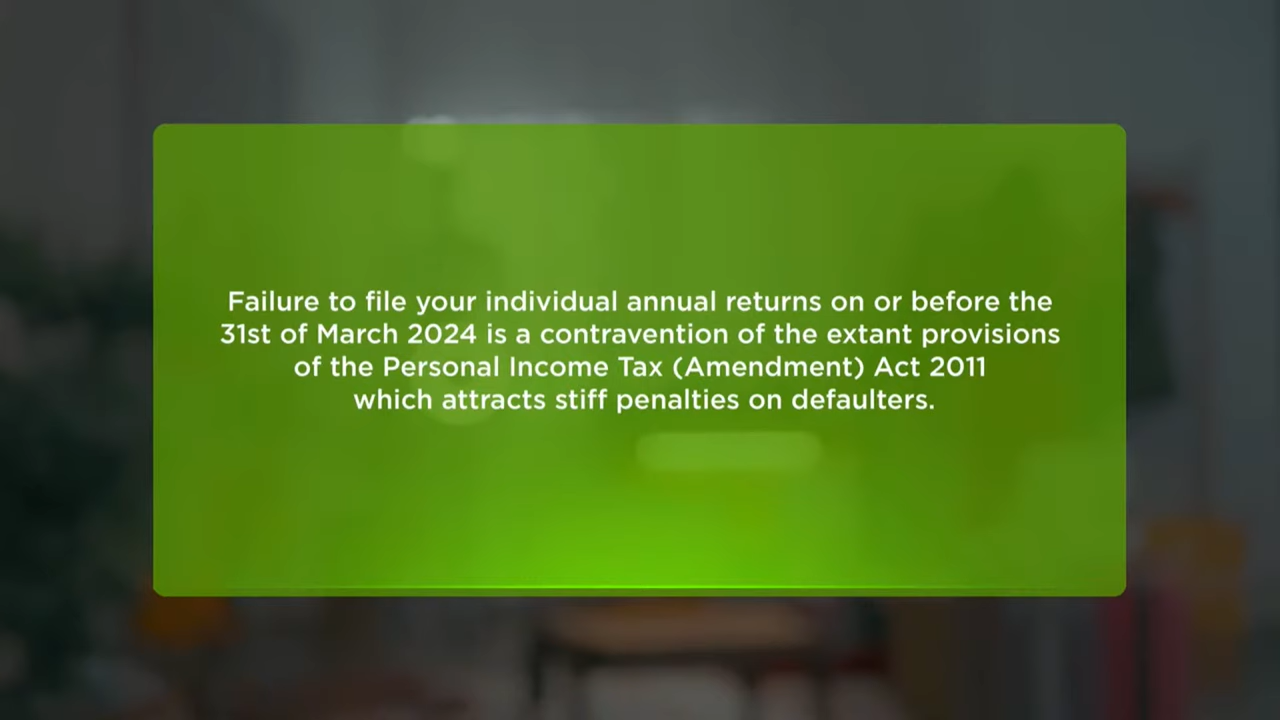 Failure to file your individual annual returns on or before the
31st of March 2024 is a contravention of the extant provisions
of the Personal Income Tax (Amendment) Act 2011
which attracts stiff penalties on defaulters.